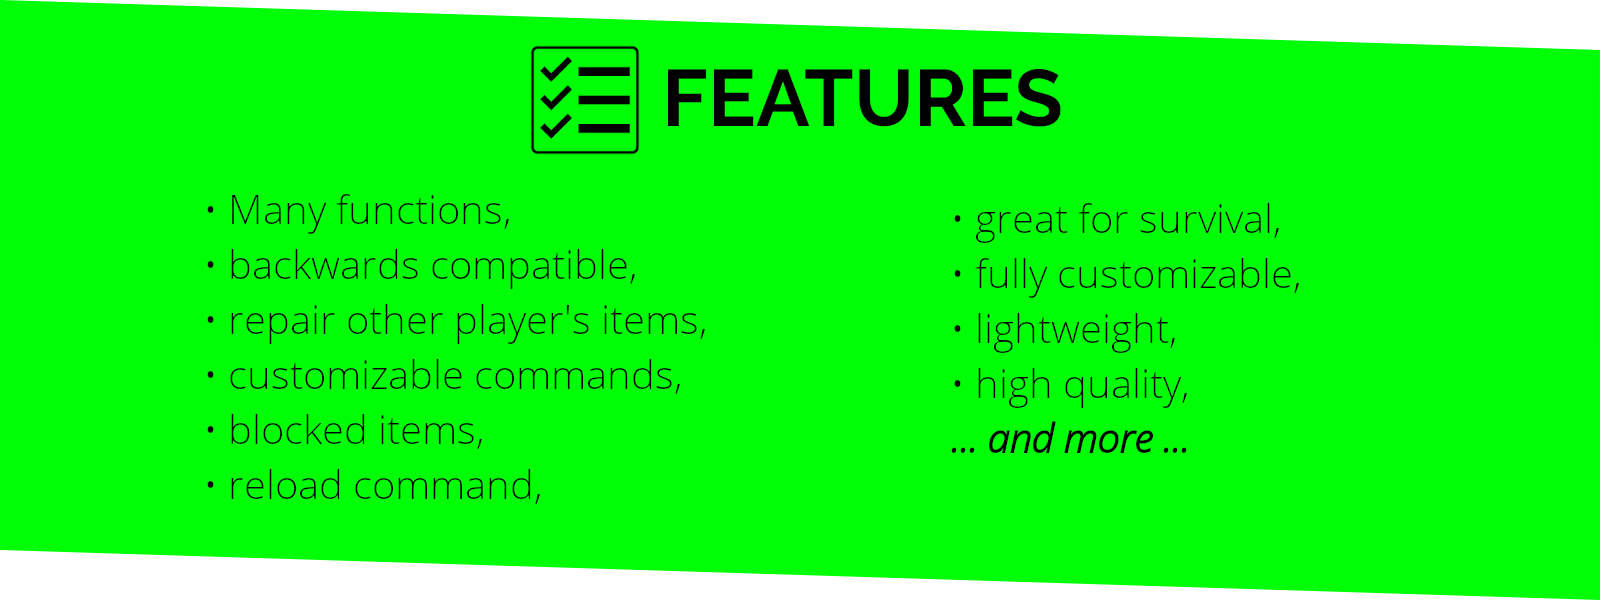 FEATURES
• Many functions,
• backwards compatible,
• repair other player's items,
• customizable commands,
• blocked items,
• reload command,
• great for survival,
• fully customizable,
• lightweight,
• high quality,
... and more ...